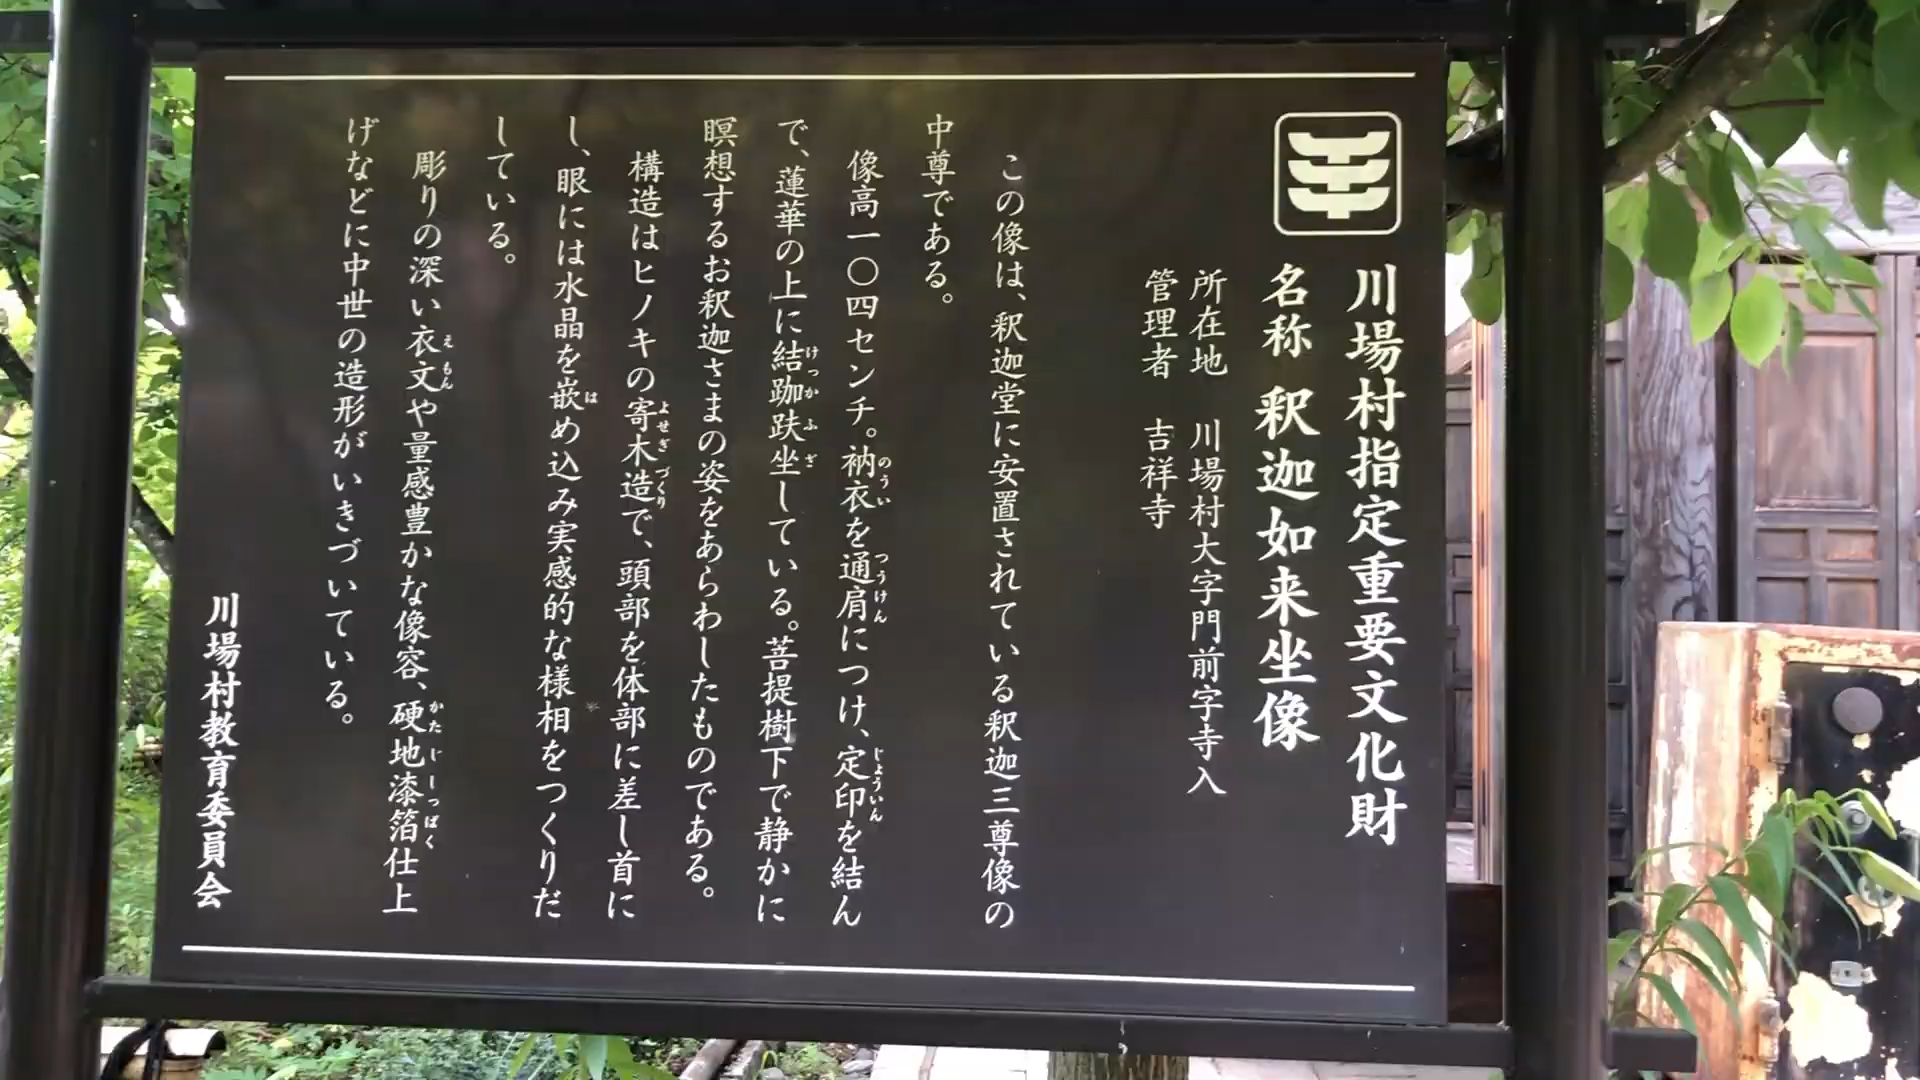 川場村指定重要文化財
名称 釈迦如来坐像
所在地 川場村大字門前字寺入
管理者 吉祥寺
この像は、釈迦堂に安置されている釈迦三尊像の
中尊である。
像高一〇四センチ。衲衣を通肩につけ、定印を結ん
で、蓮華の上に結跏趺坐している。菩提樹下で静かに
瞑想するお釈迦さまの姿をあらわしたものである。
構造はヒノキの寄木造で、頭部を体部に差し首に
し、眼には水晶を嵌め込み実感的な様相をつくりだ
している。
彫りの深い衣文や量感豊かな像容、硬地漆箔仕上
げなどに中世の造形がいきづいている。
川場村教育委員会